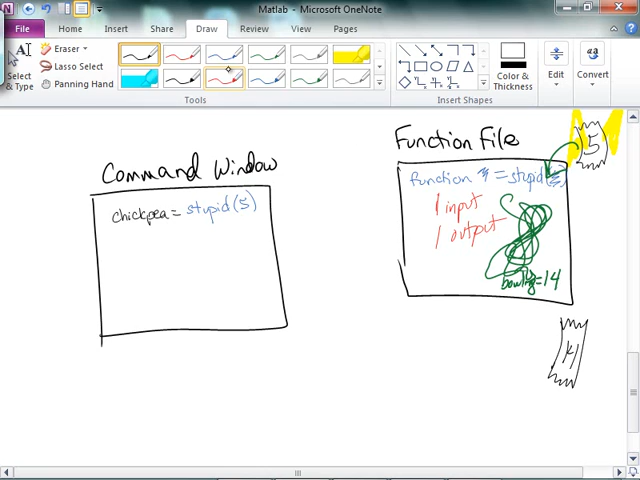 Matlab - Microsoft OneNote
File Home Insert Share Draw Review View Pages
Select & Type
Eraser
Lasso Select
Panning Hand
Color & Thickness
Edit
Convert
Tools
Insert Shapes
Command Window
chickpea = stupid(5)
Function File
function = stupid( )
1 input
1 output
bowling=14
5